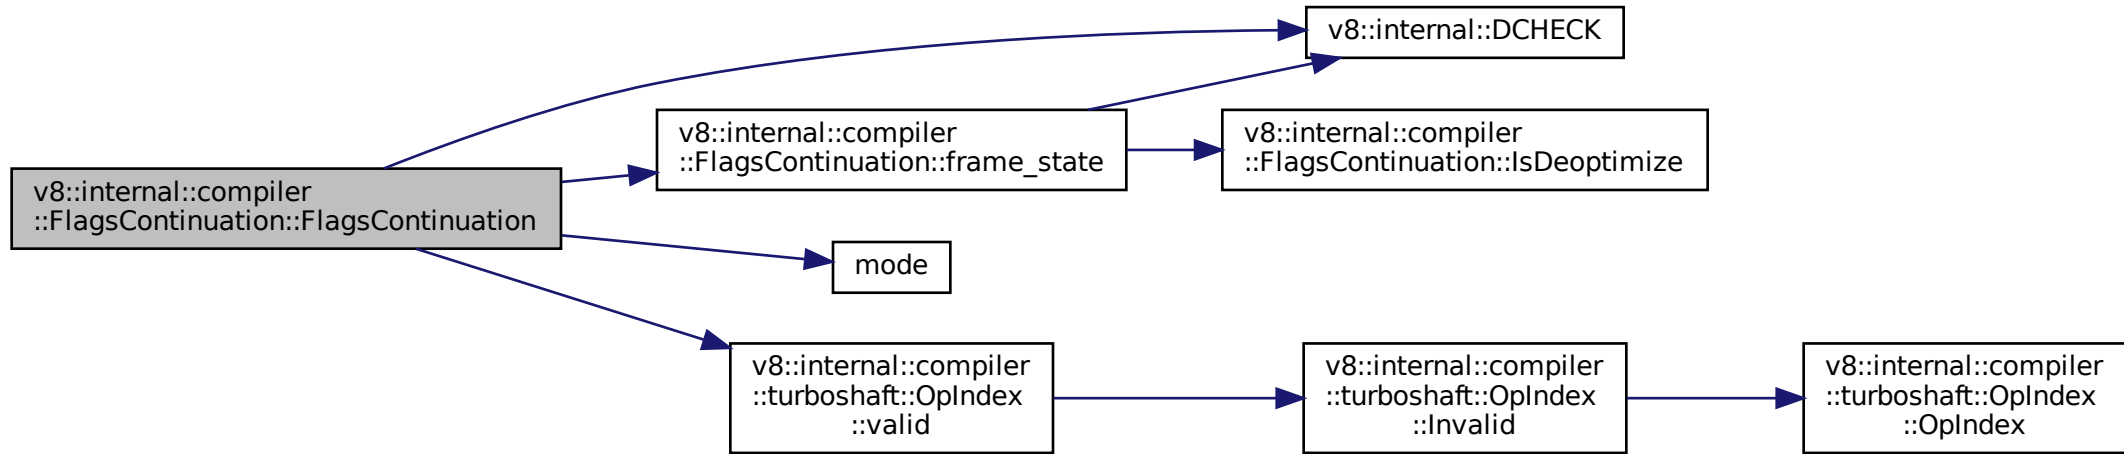 v8::internal::DCHECK
v8::internal::compiler
::FlagsContinuation::frame_state
v8::internal::compiler
::FlagsContinuation::IsDeoptimize
v8::internal::compiler
::FlagsContinuation::FlagsContinuation
mode
v8::internal::compiler
::turboshaft::OpIndex
::valid
v8::internal::compiler
::turboshaft::OpIndex
::Invalid
v8::internal::compiler
::turboshaft::OpIndex
::OpIndex